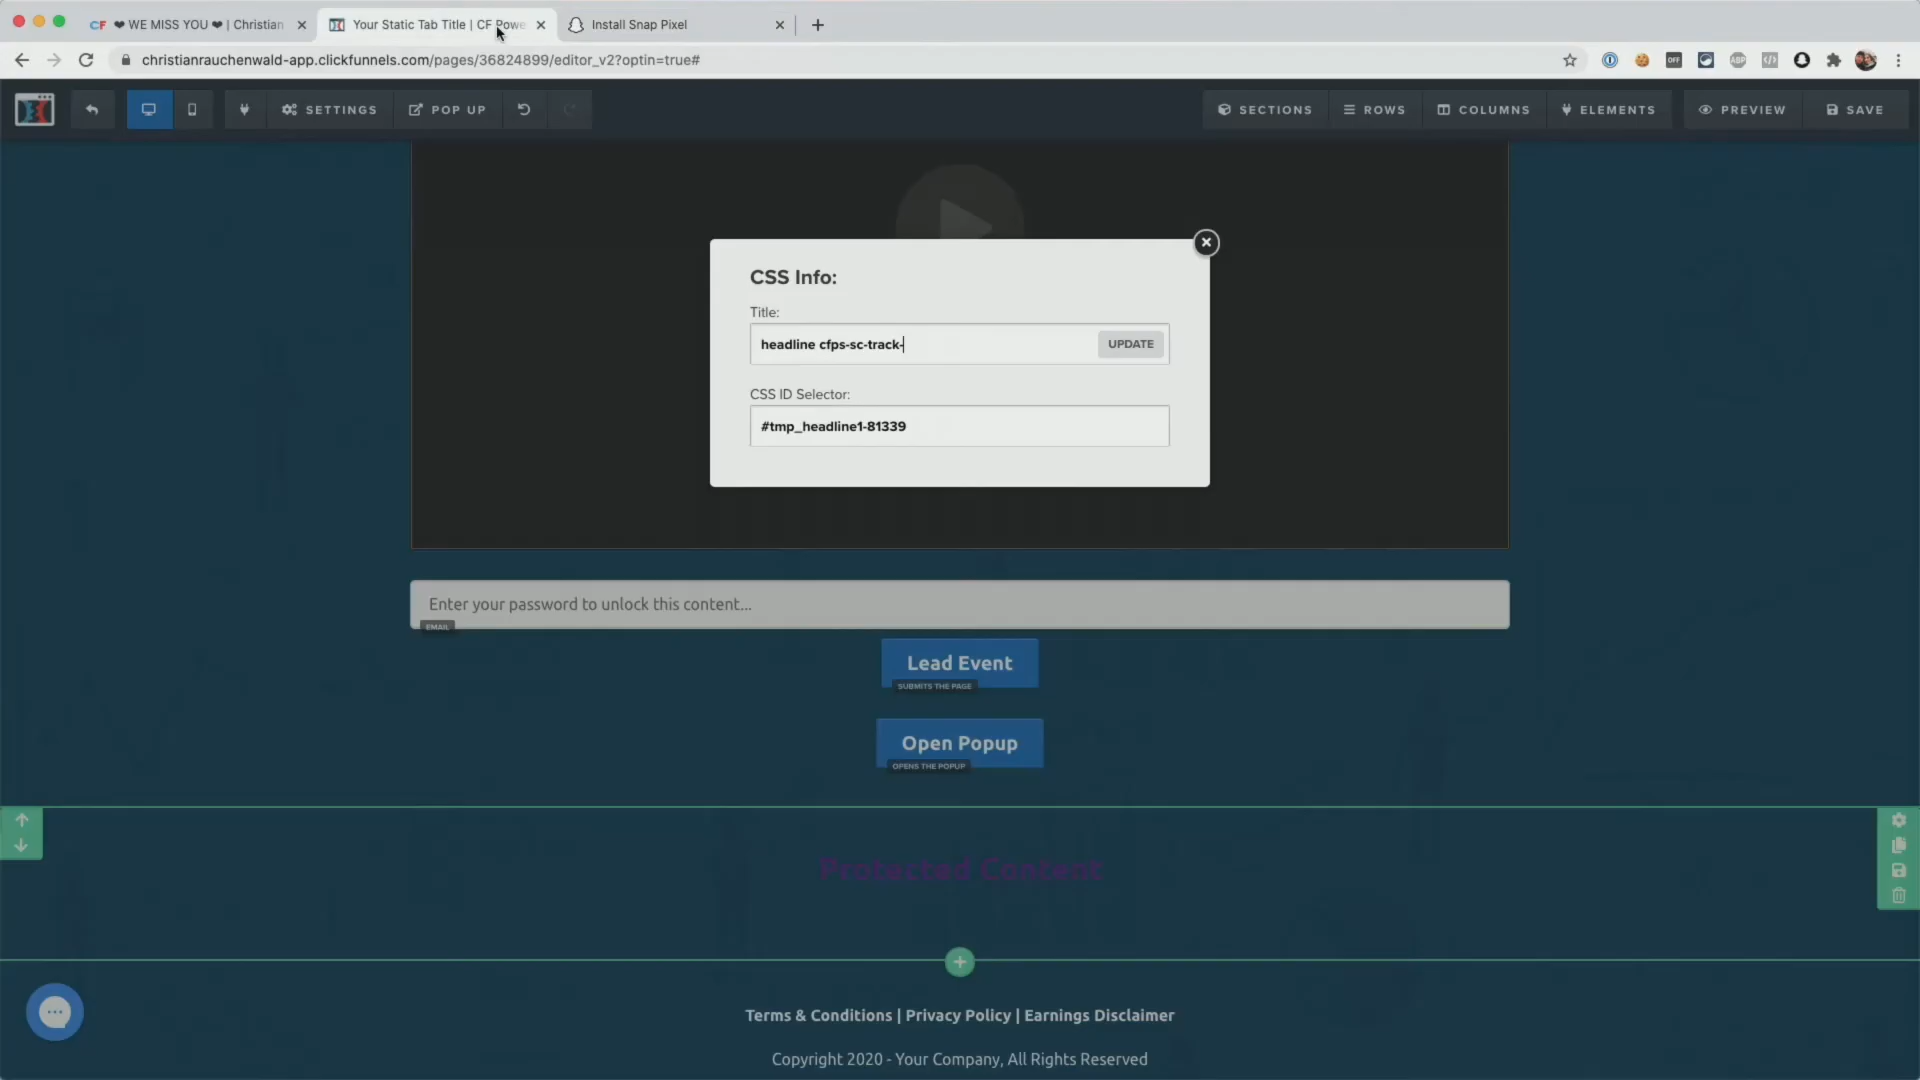 CF ❤ WE MISS YOU ❤ | Christian
Your Static Tab Title | CF Powe
Install Snap Pixel
christianrauchenwald-app.clickfunnels.com/pages/36824899/editor_v2?optin=true#
OFF
ABP
SETTINGS
POP UP
SECTIONS
ROWS
COLUMNS
ELEMENTS
PREVIEW
SAVE
CSS Info:
Title:
headline cfps-sc-track-
UPDATE
CSS ID Selector:
#tmp_headline1-81339
Enter your password to unlock this content...
EMAIL
Lead Event
SUBMITS THE PAGE
Open Popup
OPENS THE POPUP
Protected Content
Terms & Conditions | Privacy Policy | Earnings Disclaimer
Copyright 2020 - Your Company, All Rights Reserved